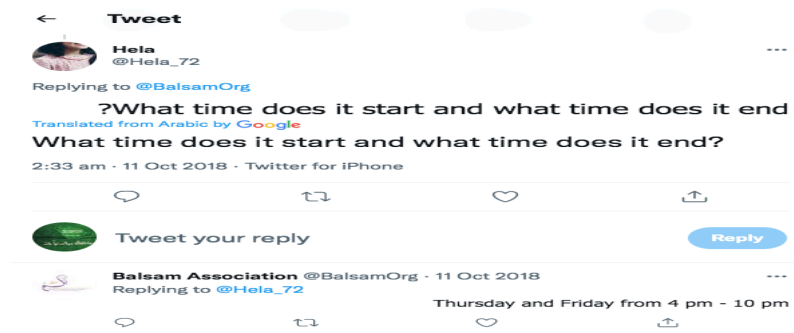 Tweet
Hela
@Hela_72
Replying to @BalsamOrg
?What time does it start and what time does it end
Translated from Arabic by Google
What time does it start and what time does it end?
2:33 am · 11 Oct 2018 · Twitter for iPhone
Tweet your reply
Reply
Balsam Association @BalsamOrg · 11 Oct 2018
Replying to @Hela_72
Thursday and Friday from 4 pm - 10 pm